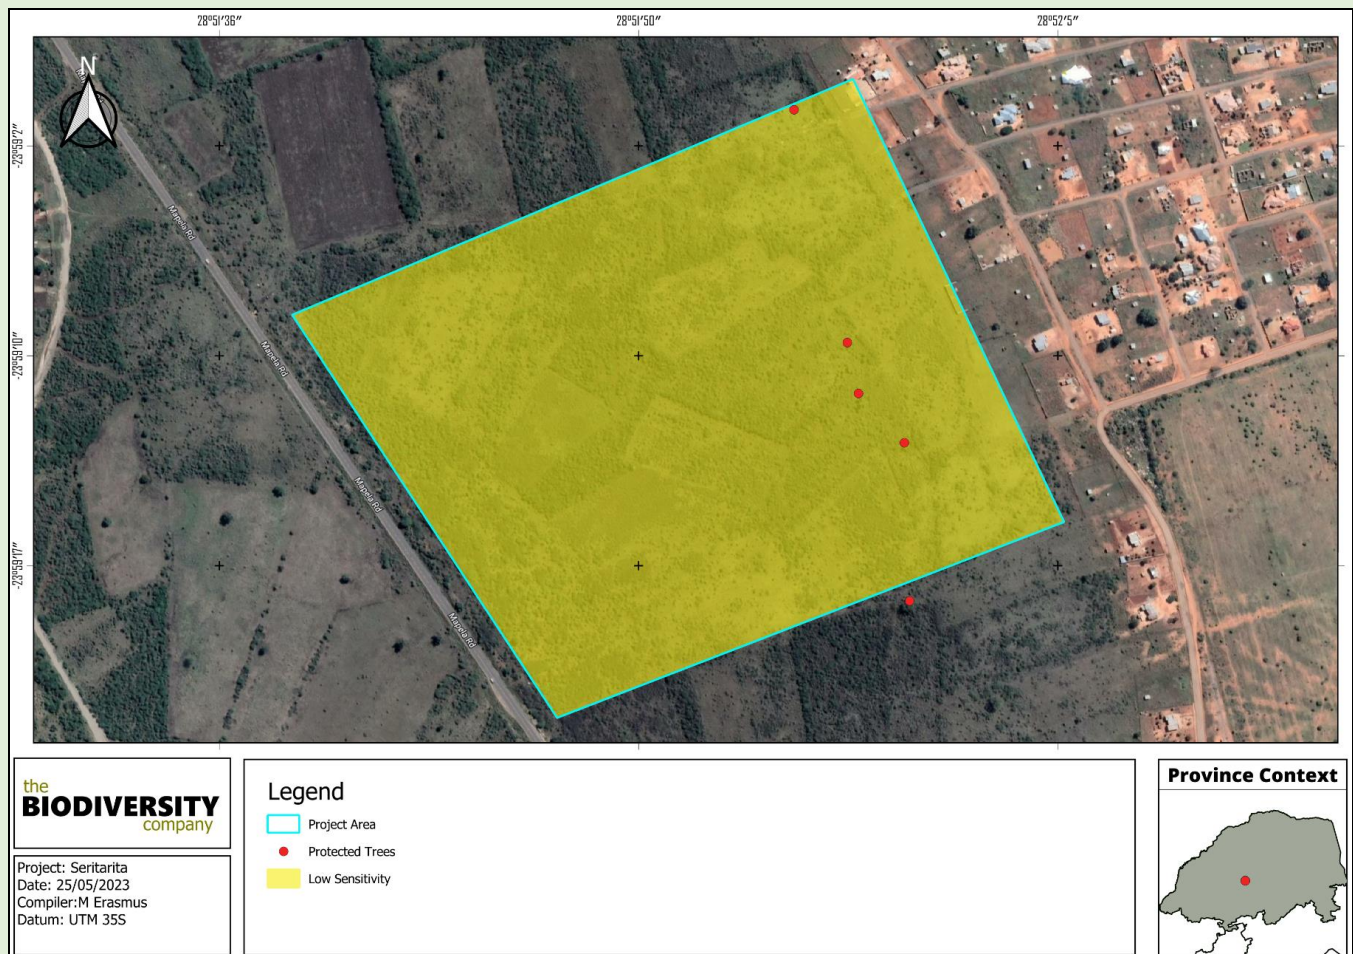 28°51'36"
28°51'50"
28°52'5"
N
-23°59'2"
-23°59'10"
-23°59'17"
Mapela Rd
Mapela Rd
Mapela Rd
Mapela Rd
the
BIODIVERSITY
company
Project: Seritarita
Date: 25/05/2023
Compiler:M Erasmus
Datum: UTM 35S
Legend
Project Area
Protected Trees
Low Sensitivity
Province Context